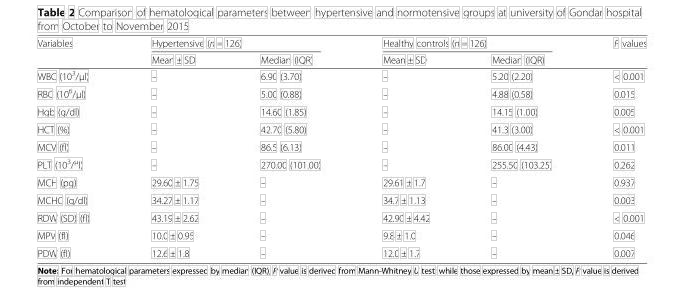 Table 2 Comparison of hematological parameters between hypertensive and normotensive groups at university of Gondar hospital
from October to November 2015
Variables Hypertensive (n = 126) Healthy controls (n = 126) P values
Mean ± SD Median (IQR) Mean ± SD Median (IQR)
WBC (10³/μl) – 6.90 (3.70) – 5.20 (2.20) < 0.001
RBC (10⁶/μl) – 5.00 (0.88) – 4.88 (0.58) 0.015
Hgb (g/dl) – 14.60 (1.85) – 14.15 (1.00) 0.005
HCT (%) – 42.70 (5.80) – 41.3 (3.00) < 0.001
MCV (fl) – 86.5 (6.13) – 86.00 (4.43) 0.011
PLT (10³/μl) – 270.00 (101.00) – 255.50 (103.25) 0.262
MCH (pg) 29.60 ± 1.75 – 29.61 ± 1.7 – 0.937
MCHC (g/dl) 34.27 ± 1.17 – 34.7 ± 1.13 – 0.003
RDW (SD) (fl) 43.19 ± 2.62 – 42.90 ± 4.42 – < 0.001
MPV (fl) 10.0 ± 0.95 – 9.8 ± 1.0 – 0.046
PDW (fl) 12.6 ± 1.8 – 12.0 ± 1.7 – 0.007
Note: For hematological parameters expressed by median (IQR), P value is derived from Mann-Whitney U test while those expressed by mean ± SD, P value is derived
from independent T test